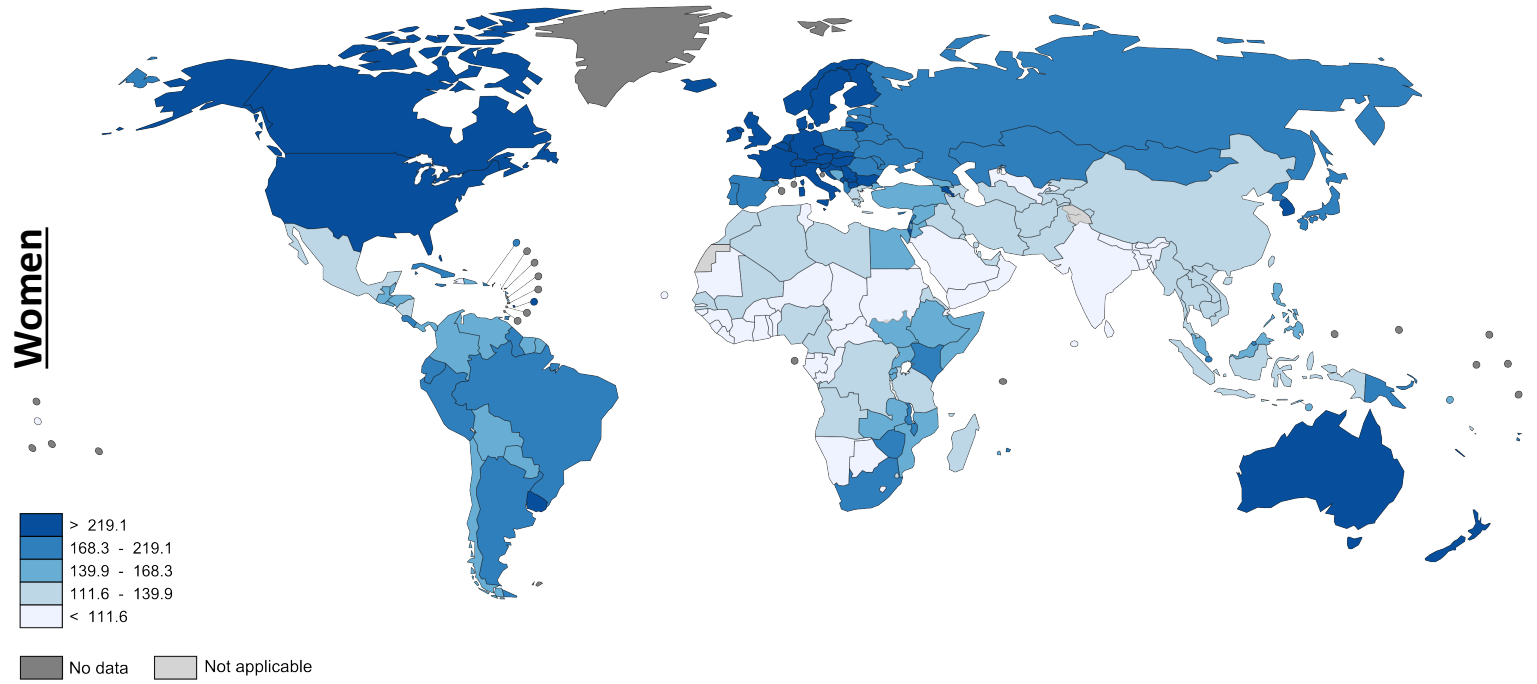 Women
> 219.1
168.3 - 219.1
139.9 - 168.3
111.6 - 139.9
< 111.6
No data
Not applicable